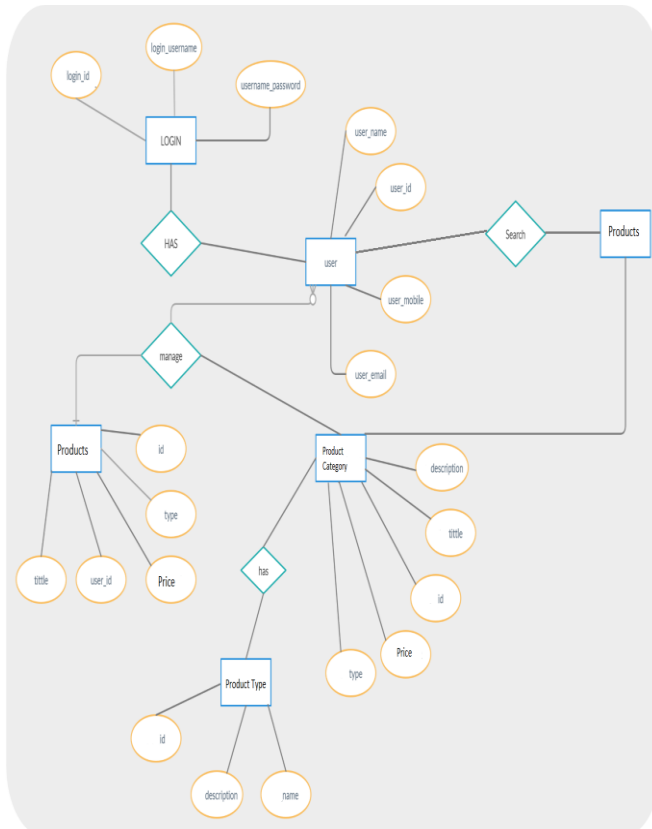 login_username
login_id
username_password
LOGIN
user_name
user_id
HAS
user
Search
Products
user_mobile
manage
user_email
Products
id
type
tittle
user_id
Price
Product
Category
description
tittle
id
Price
type
has
Product Type
id
description
name